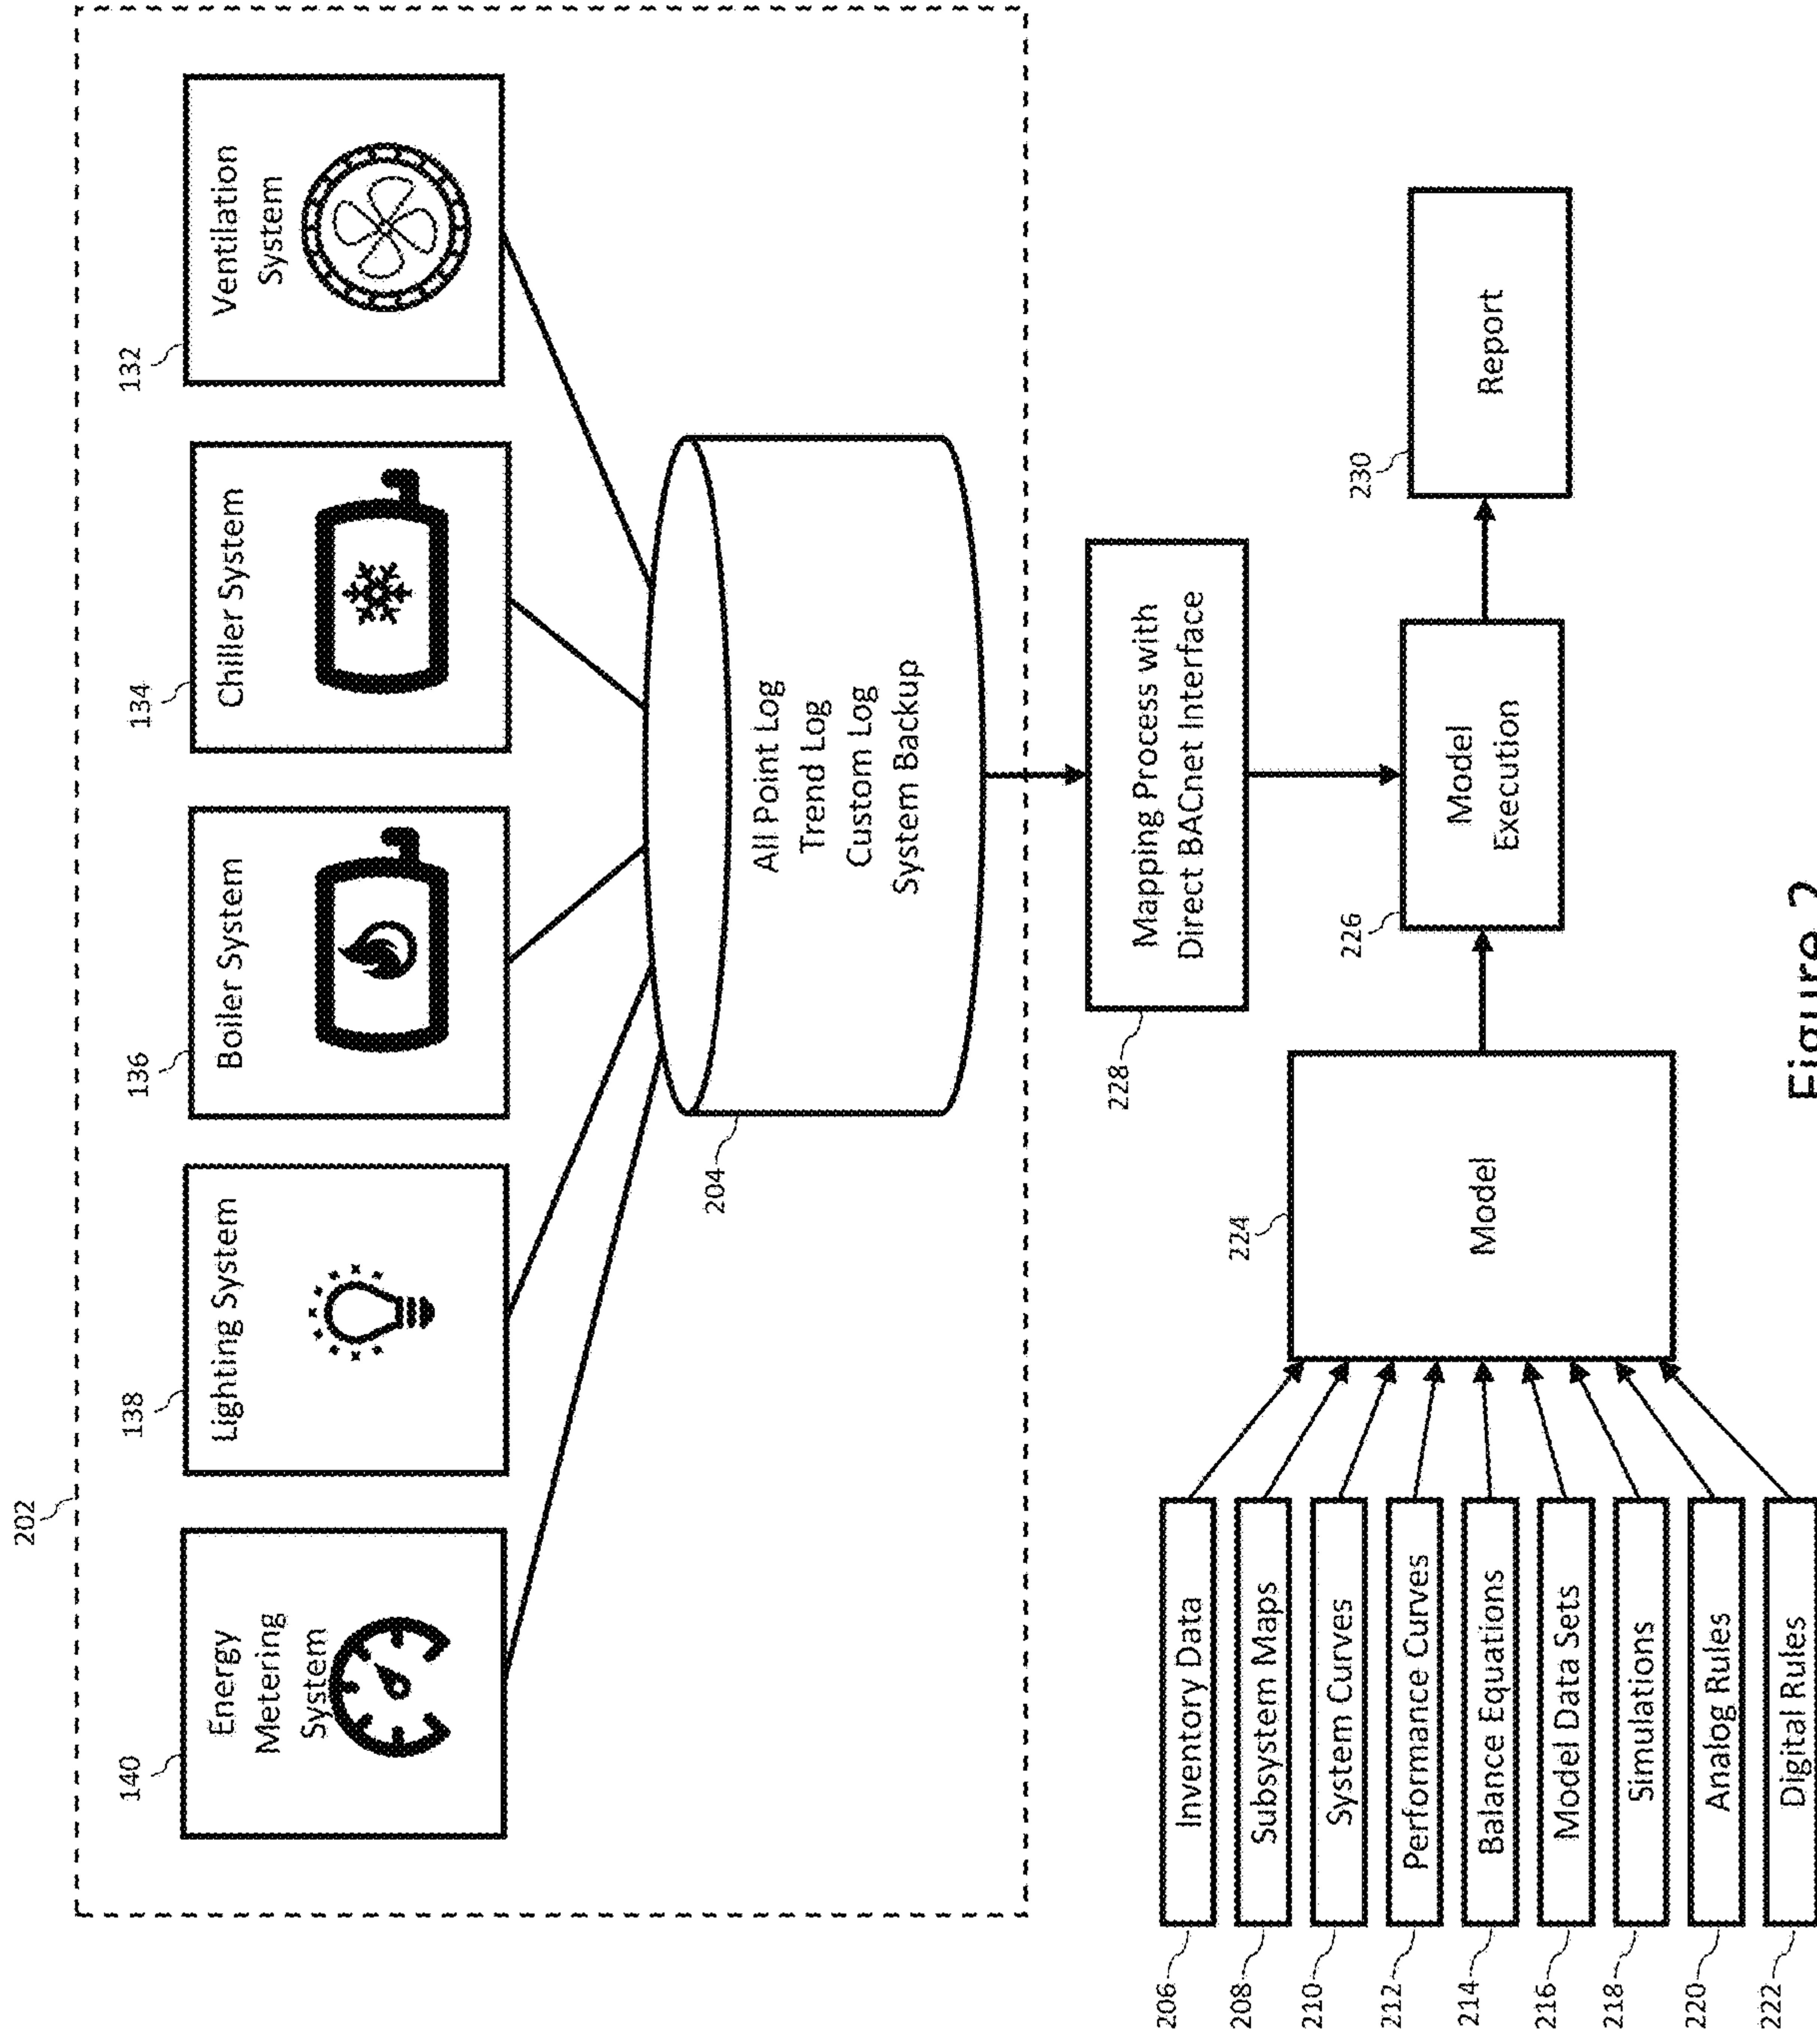 202
140
Energy
Metering
System
138
Lighting System
136
Boiler System
134
Chiller System
132
Ventilation
System
204
All Point Log
Trend Log
Custom Log
System Backup
228
Mapping Process with
Direct BACnet Interface
206
Inventory Data
208
Subsystem Maps
210
System Curves
212
Performance Curves
214
Balance Equations
216
Model Data Sets
218
Simulations
220
Analog Rules
222
Digital Rules
224
Model
226
Model
Execution
230
Report
Figure 2